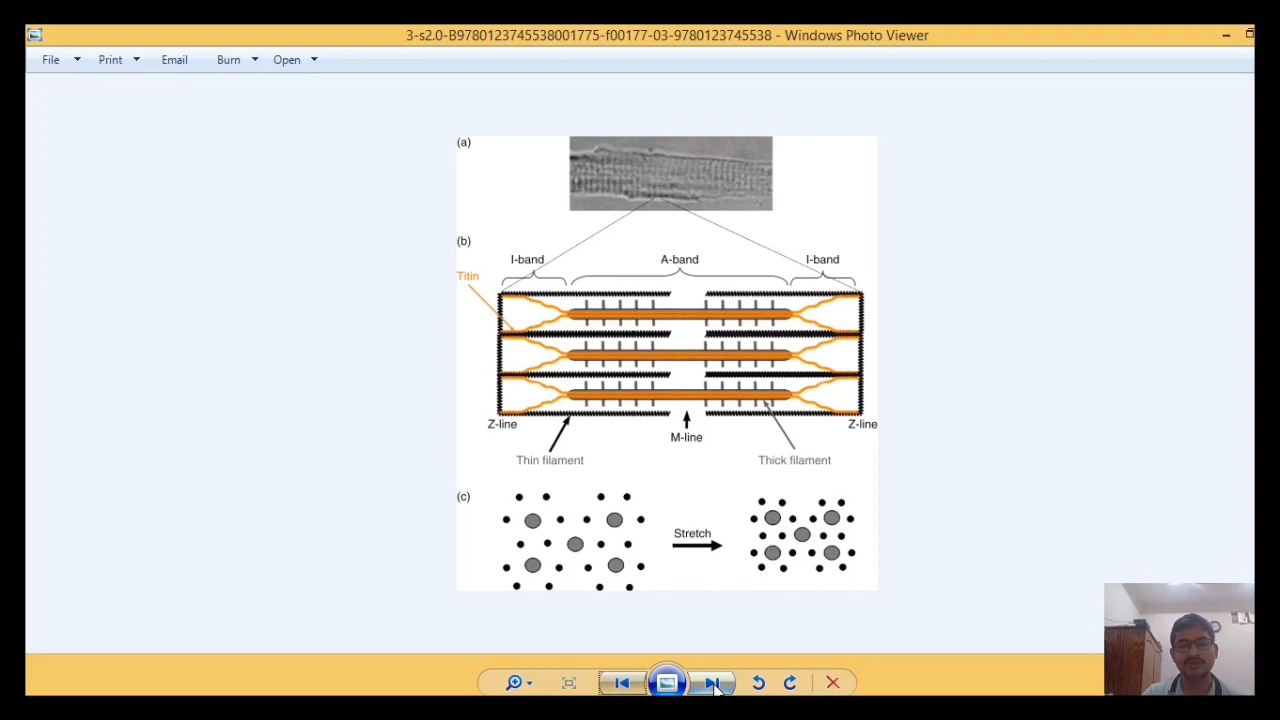 3-s2.0-B9780123745538001775-f00177-03-9780123745538 - Windows Photo Viewer
File Print Email Burn Open
(a)
(b)
I-band A-band I-band
Titin
Z-line Z-line
M-line
Thin filament Thick filament
(c)
Stretch